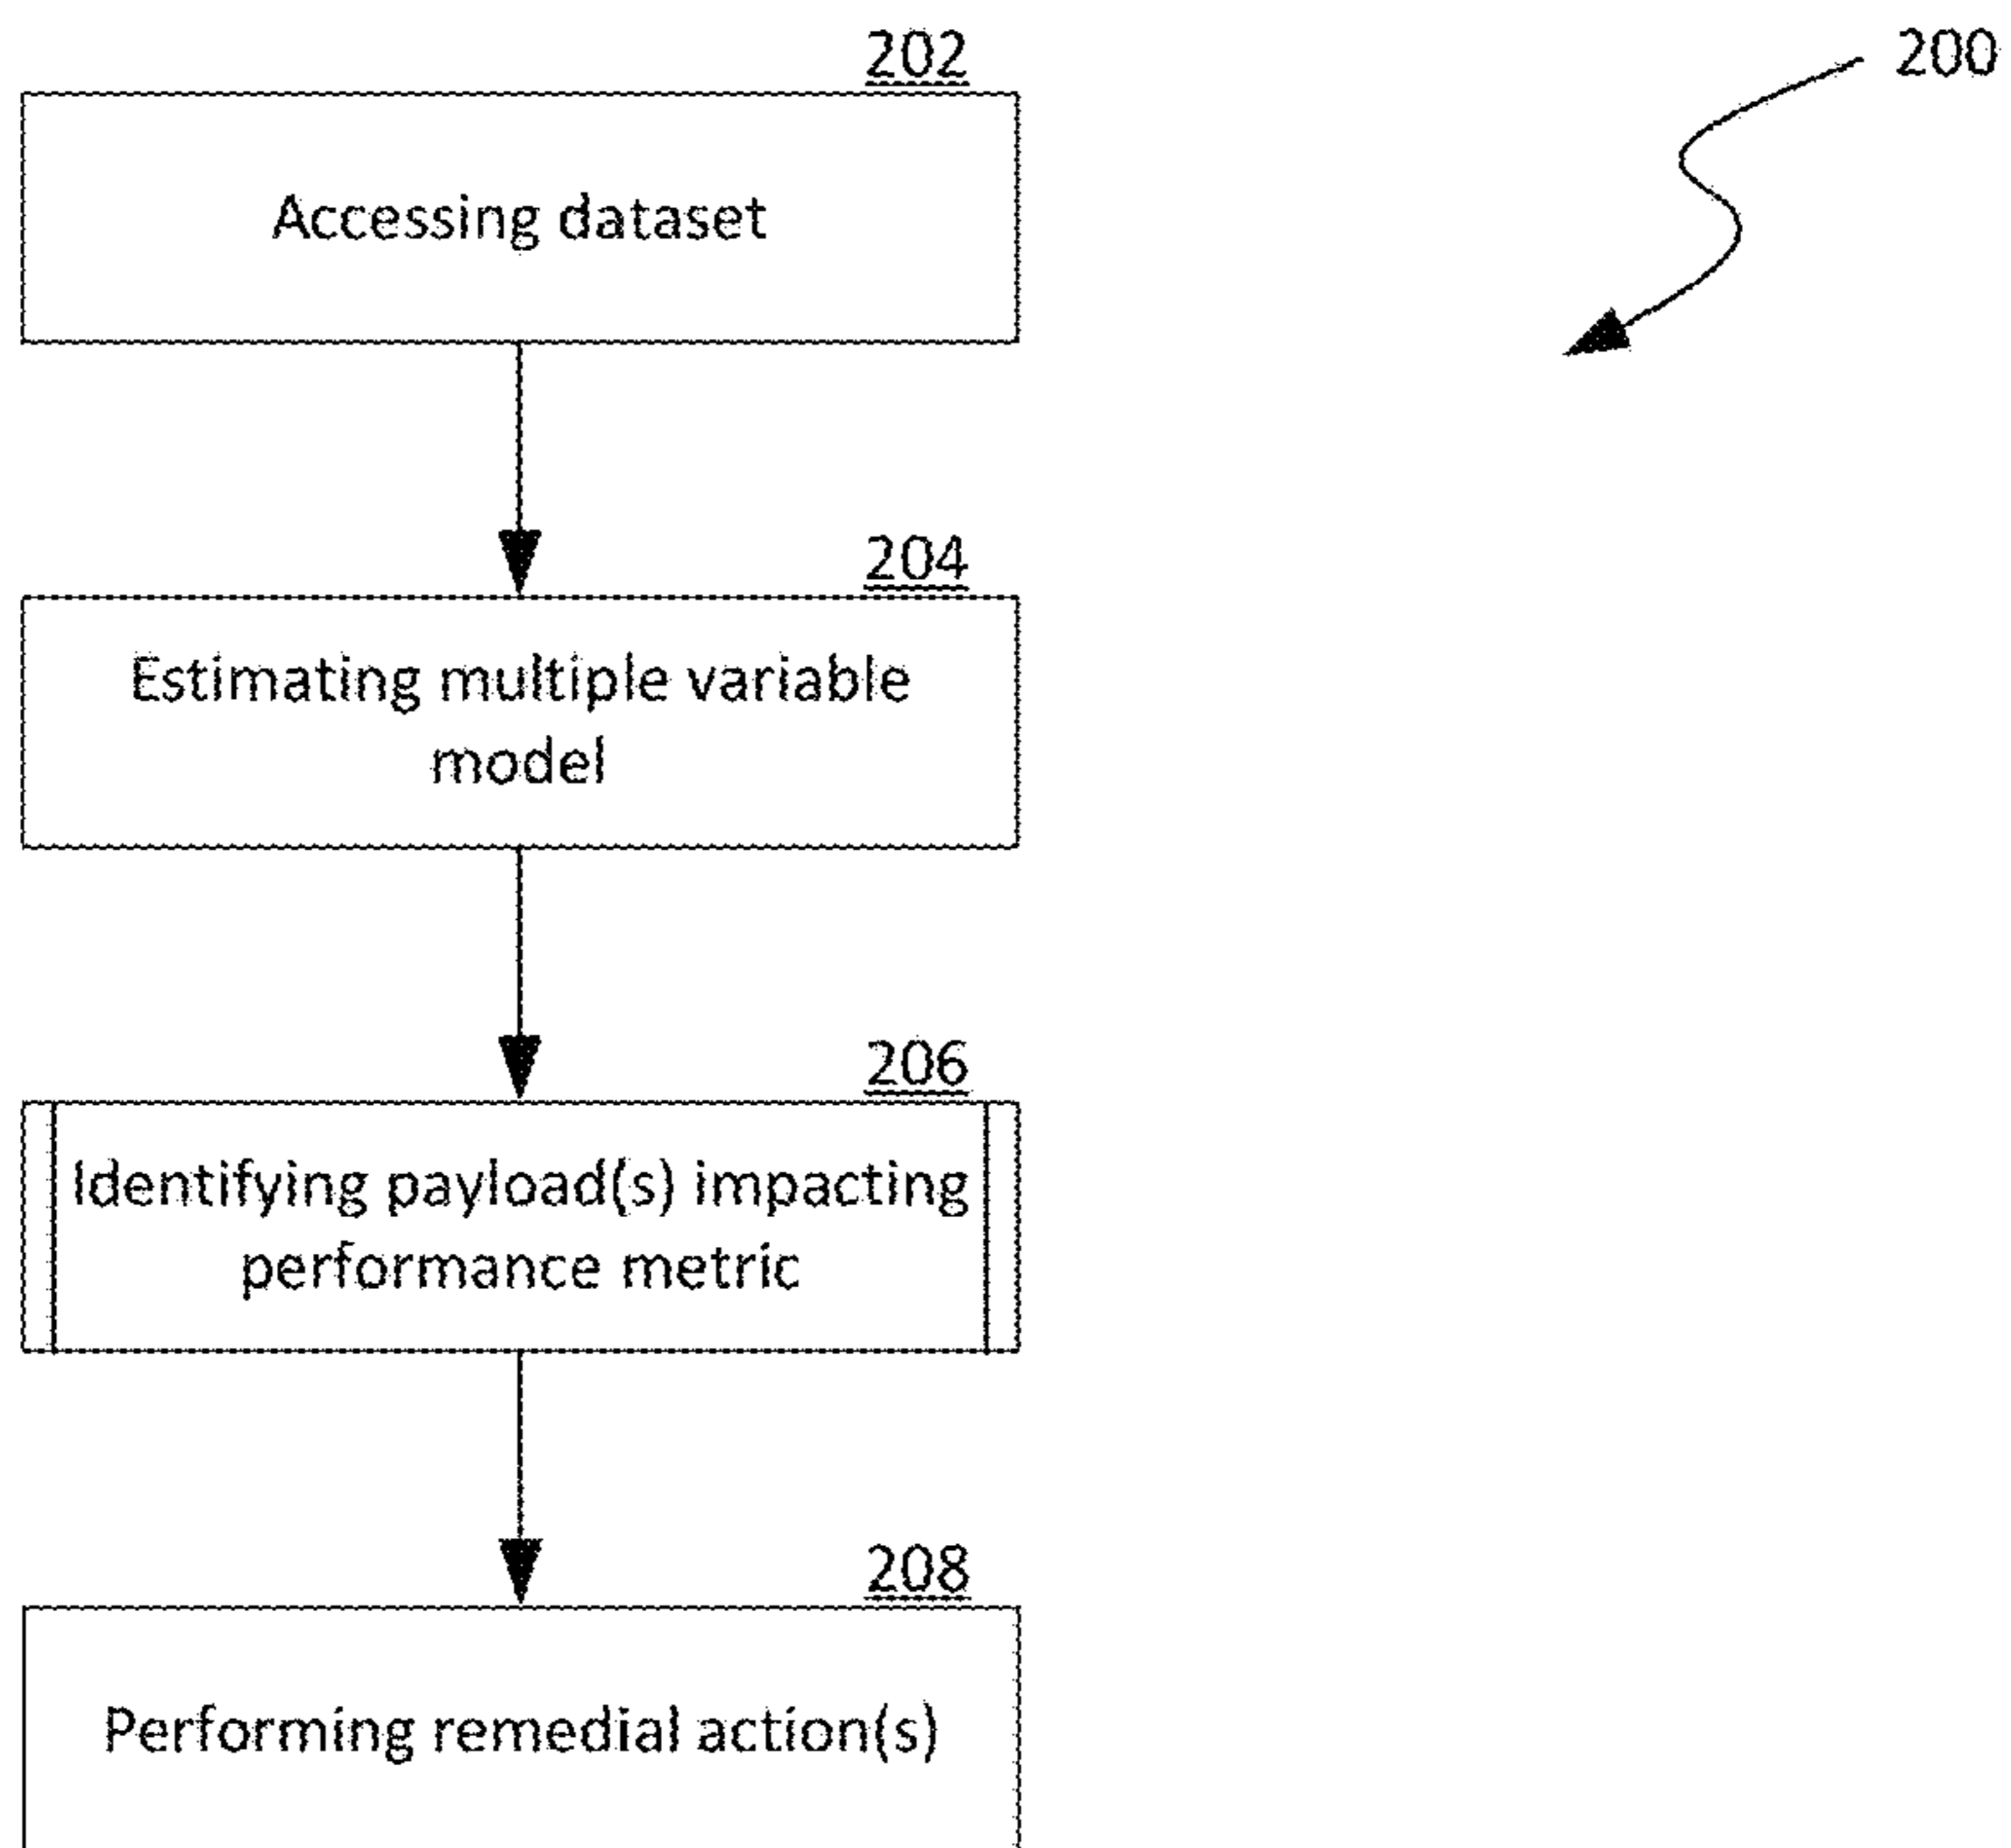 202
200
Accessing dataset
204
Estimating multiple variable
model
206
Identifying payload(s) impacting
performance metric
208
Performing remedial action(s)